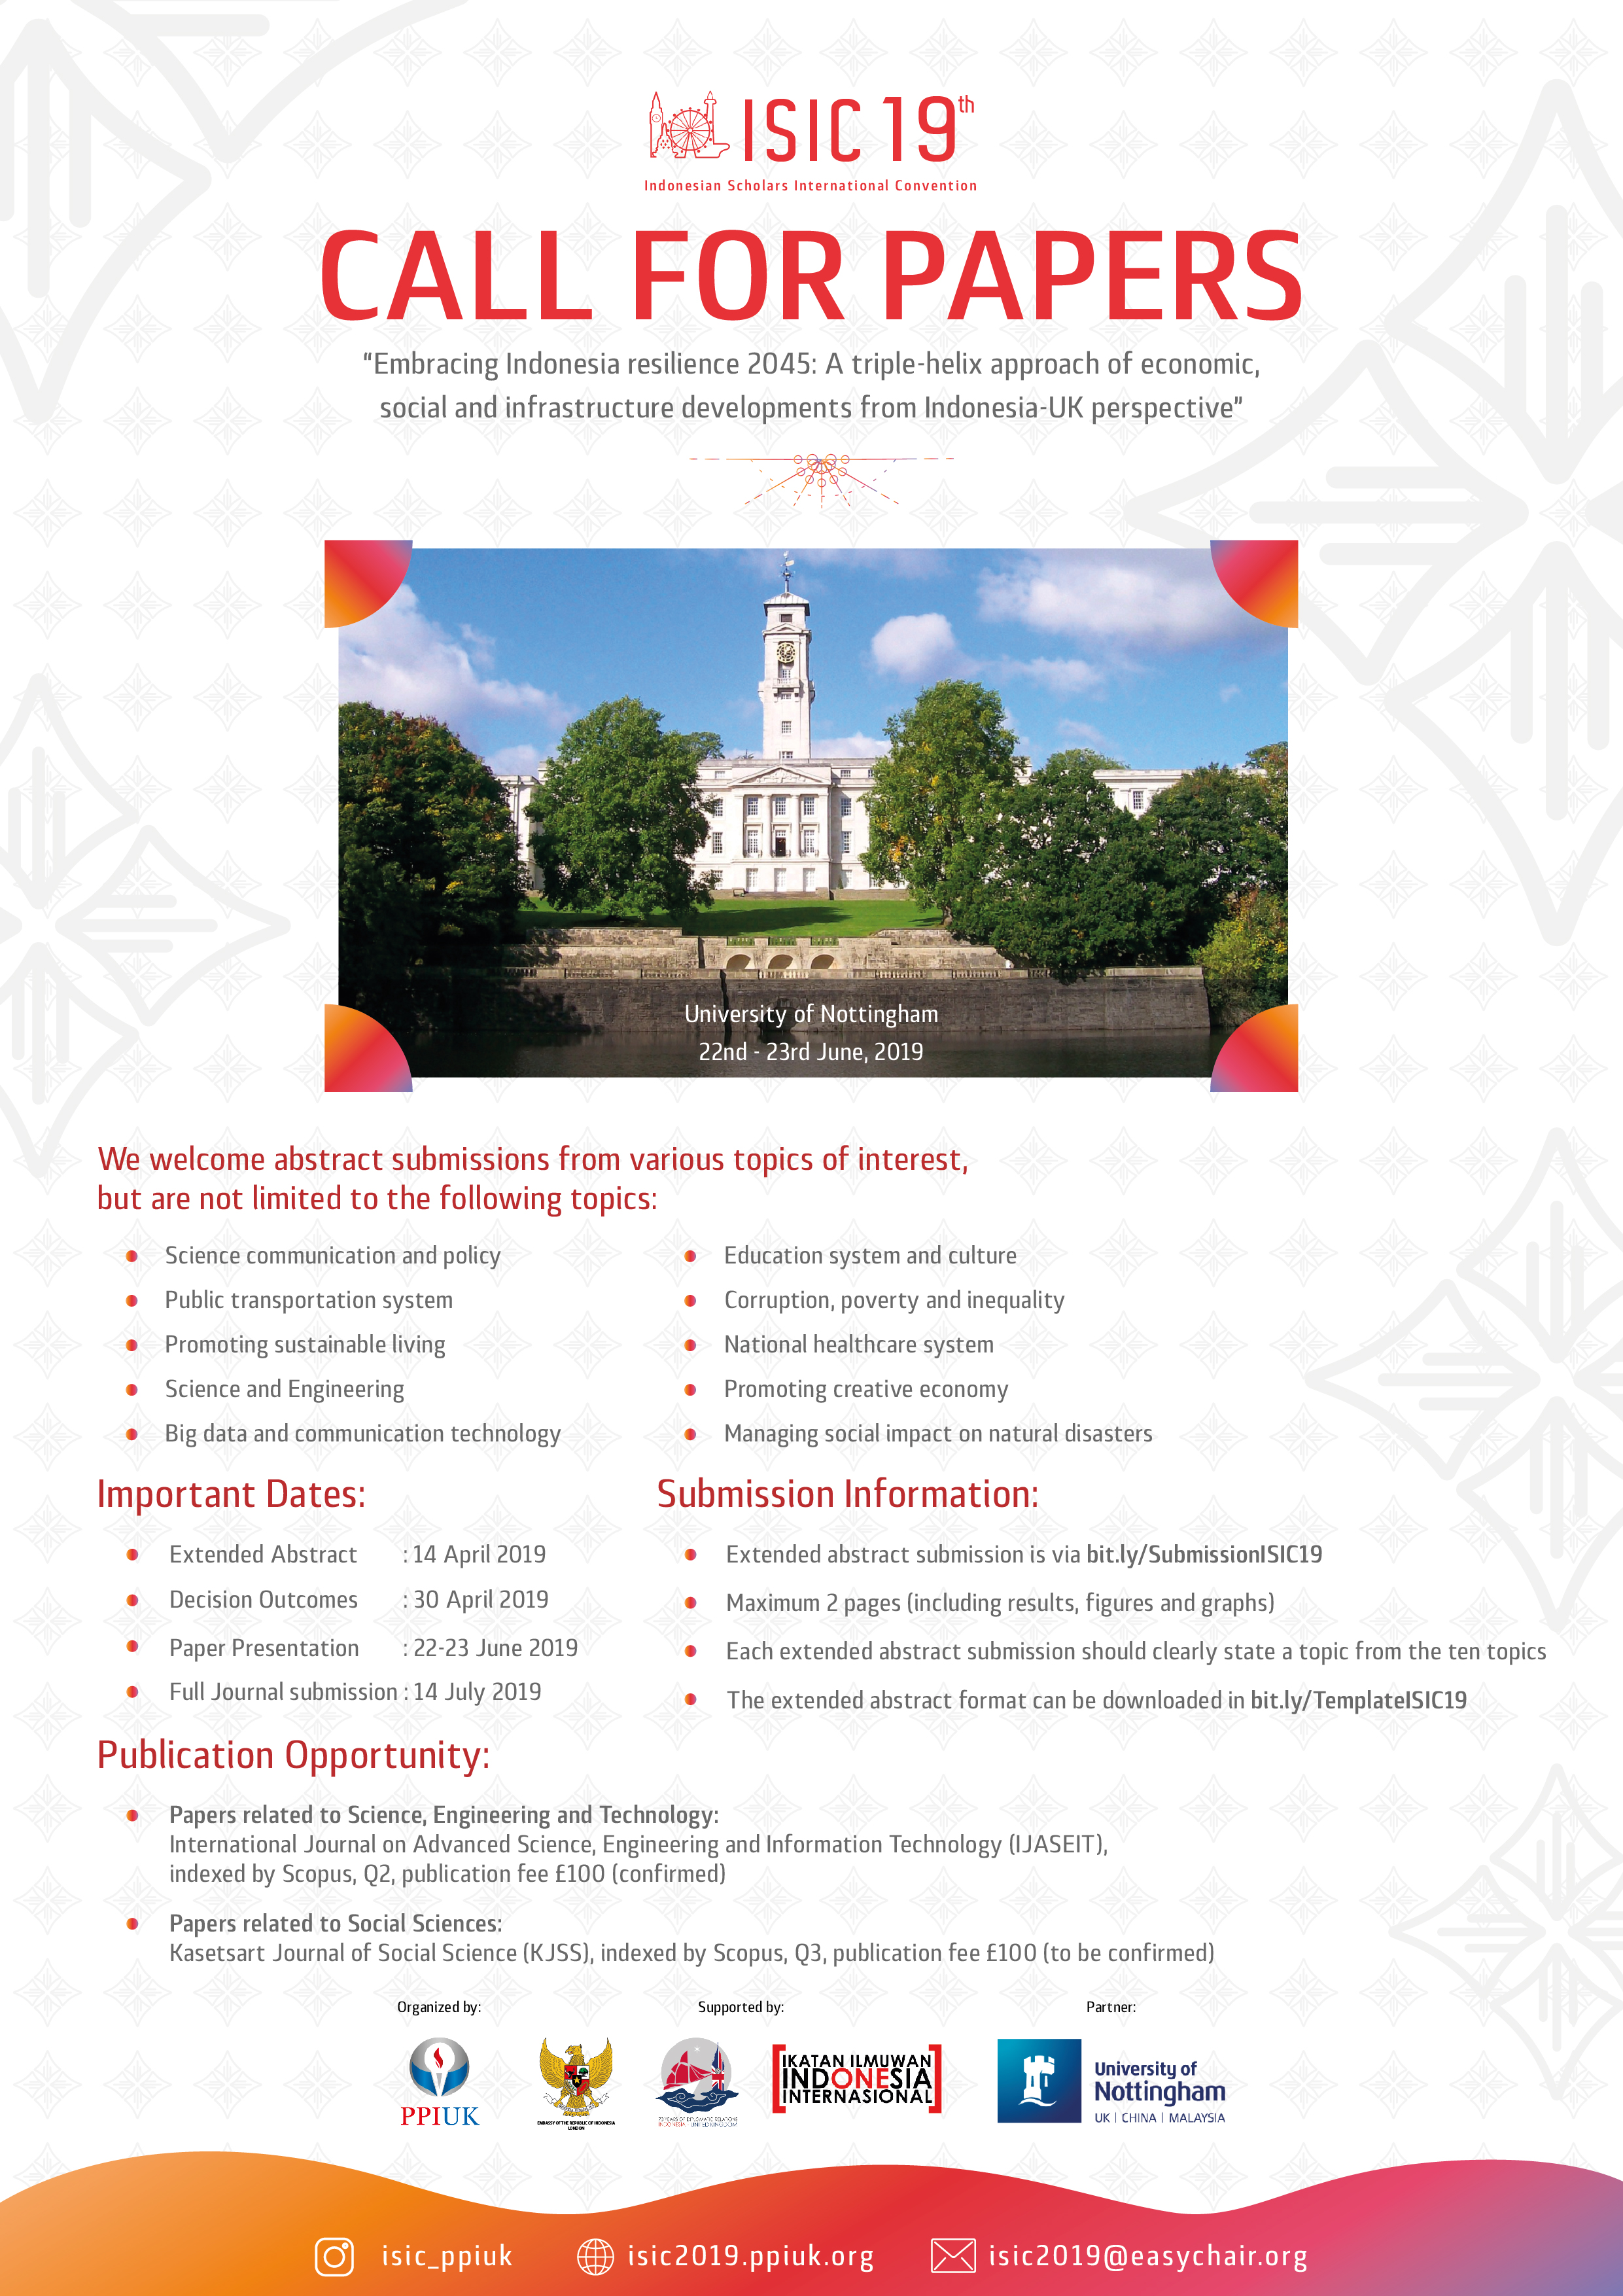 ISIC 19th
Indonesian Scholars International Convention
CALL FOR PAPERS
“Embracing Indonesia resilience 2045: A triple-helix approach of economic,
social and infrastructure developments from Indonesia-UK perspective”
University of Nottingham
22nd - 23rd June, 2019
We welcome abstract submissions from various topics of interest,
but are not limited to the following topics:
Science communication and policy
Public transportation system
Promoting sustainable living
Science and Engineering
Big data and communication technology
Education system and culture
Corruption, poverty and inequality
National healthcare system
Promoting creative economy
Managing social impact on natural disasters
Important Dates:
Extended Abstract : 14 April 2019
Decision Outcomes : 30 April 2019
Paper Presentation : 22-23 June 2019
Full Journal submission : 14 July 2019
Submission Information:
Extended abstract submission is via bit.ly/SubmissionISIC19
Maximum 2 pages (including results, figures and graphs)
Each extended abstract submission should clearly state a topic from the ten topics
The extended abstract format can be downloaded in bit.ly/TemplateISIC19
Publication Opportunity:
Papers related to Science, Engineering and Technology:
International Journal on Advanced Science, Engineering and Information Technology (IJASEIT),
indexed by Scopus, Q2, publication fee £100 (confirmed)
Papers related to Social Sciences:
Kasetsart Journal of Social Science (KJSS), indexed by Scopus, Q3, publication fee £100 (to be confirmed)
Organized by:
PPIUK
Supported by:
EMBASSY OF THE REPUBLIC OF INDONESIA
LONDON
70 YEARS OF DIPLOMATIC RELATIONS
INDONESIA - UNITED KINGDOM
IKATAN ILMUWAN
INDONESIA
INTERNASIONAL
Partner:
University of
Nottingham
UK | CHINA | MALAYSIA
isic_ppiuk
isic2019.ppiuk.org
isic2019@easychair.org